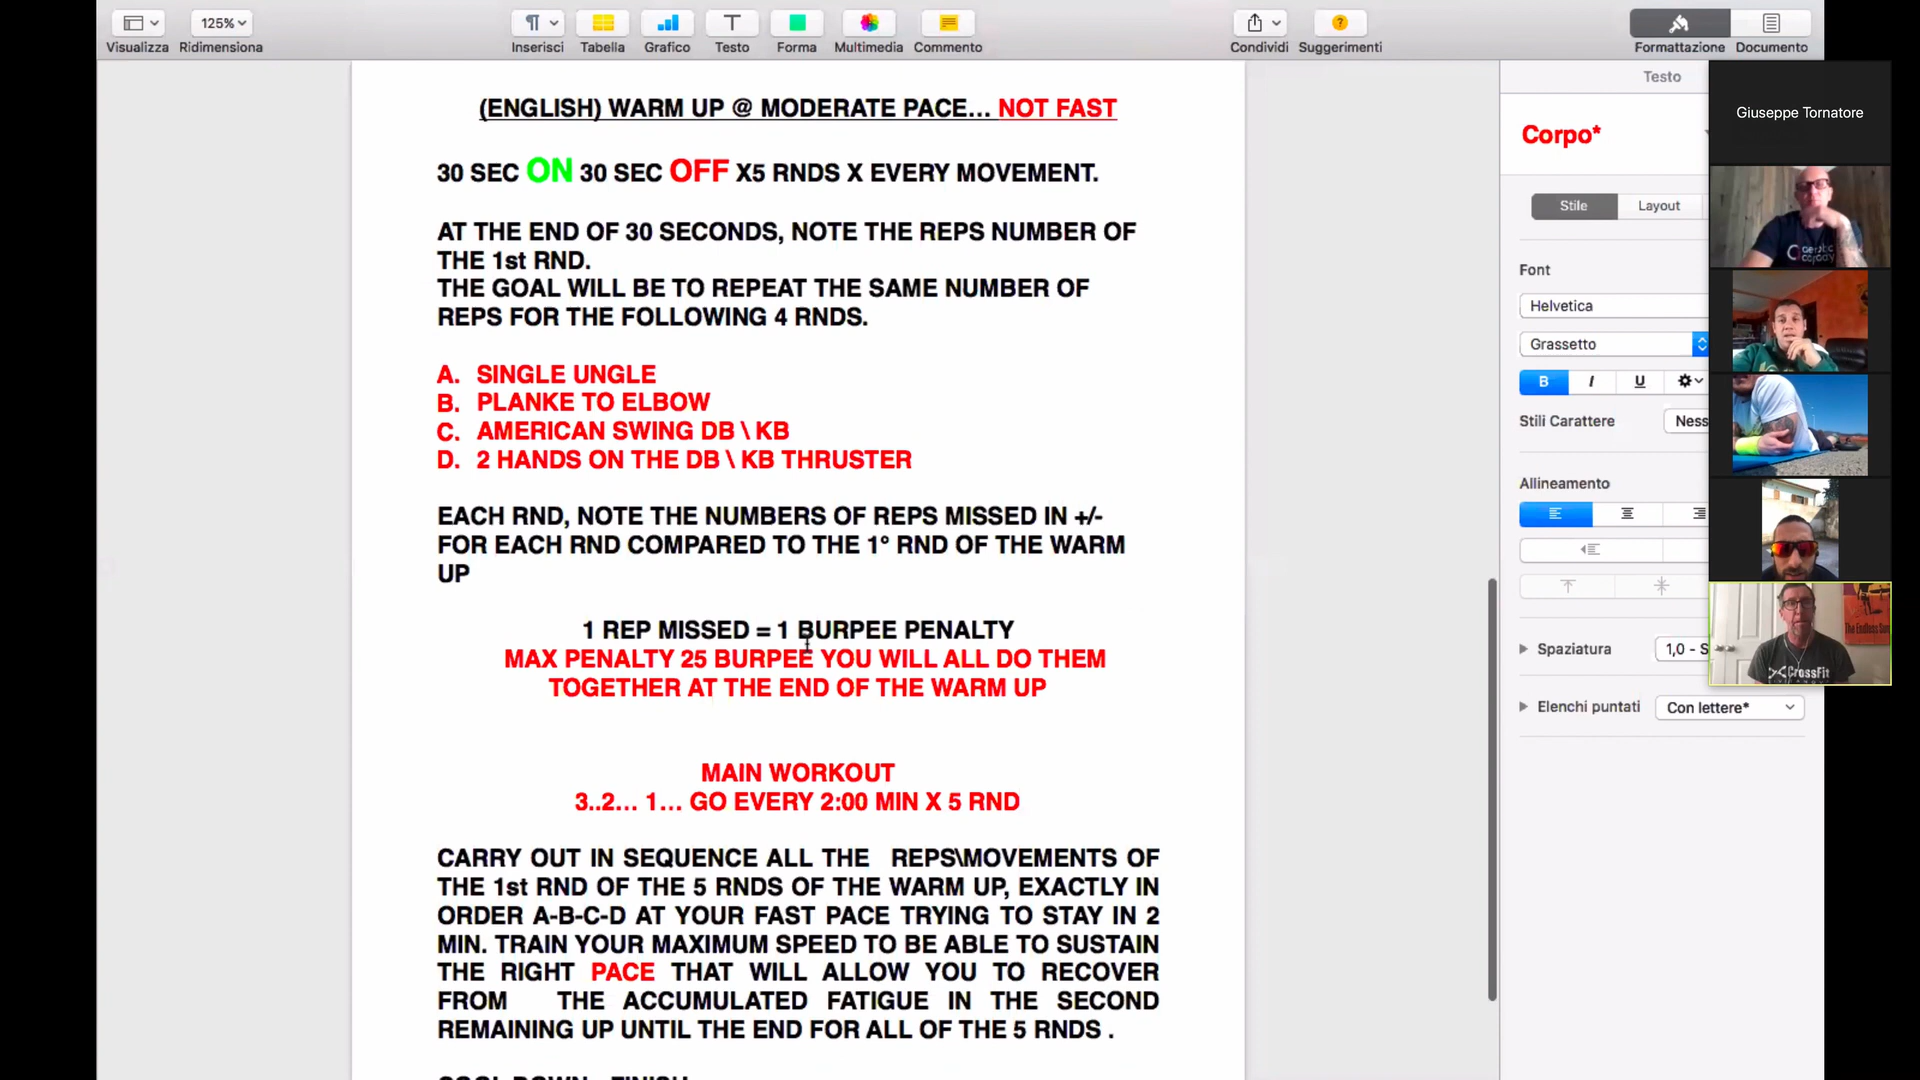 125%
Visualizza Ridimensiona Inserisci Tabella Grafico Testo Forma Multimedia Commento Condividi Suggerimenti Formattazione Documento
(ENGLISH) WARM UP @ MODERATE PACE... NOT FAST
30 SEC ON 30 SEC OFF X5 RNDS X EVERY MOVEMENT.
AT THE END OF 30 SECONDS, NOTE THE REPS NUMBER OF
THE 1st RND.
THE GOAL WILL BE TO REPEAT THE SAME NUMBER OF
REPS FOR THE FOLLOWING 4 RNDS.
A. SINGLE UNGLE
B. PLANKE TO ELBOW
C. AMERICAN SWING DB \ KB
D. 2 HANDS ON THE DB \ KB THRUSTER
EACH RND, NOTE THE NUMBERS OF REPS MISSED IN +/-
FOR EACH RND COMPARED TO THE 1° RND OF THE WARM
UP
1 REP MISSED = 1 BURPEE PENALTY
MAX PENALTY 25 BURPEE YOU WILL ALL DO THEM
TOGETHER AT THE END OF THE WARM UP
MAIN WORKOUT
3..2... 1... GO EVERY 2:00 MIN X 5 RND
CARRY OUT IN SEQUENCE ALL THE REPS\MOVEMENTS OF
THE 1st RND OF THE 5 RNDS OF THE WARM UP, EXACTLY IN
ORDER A-B-C-D AT YOUR FAST PACE TRYING TO STAY IN 2
MIN. TRAIN YOUR MAXIMUM SPEED TO BE ABLE TO SUSTAIN
THE RIGHT PACE THAT WILL ALLOW YOU TO RECOVER
FROM THE ACCUMULATED FATIGUE IN THE SECOND
REMAINING UP UNTIL THE END FOR ALL OF THE 5 RNDS .
Testo
Corpo*
Stile Layout
Font
Helvetica
Grassetto
B I U
Stili Carattere Ness
Allineamento
Spaziatura 1,0 - S
Elenchi puntati Con lettere*
Giuseppe Tornatore
CrossFit